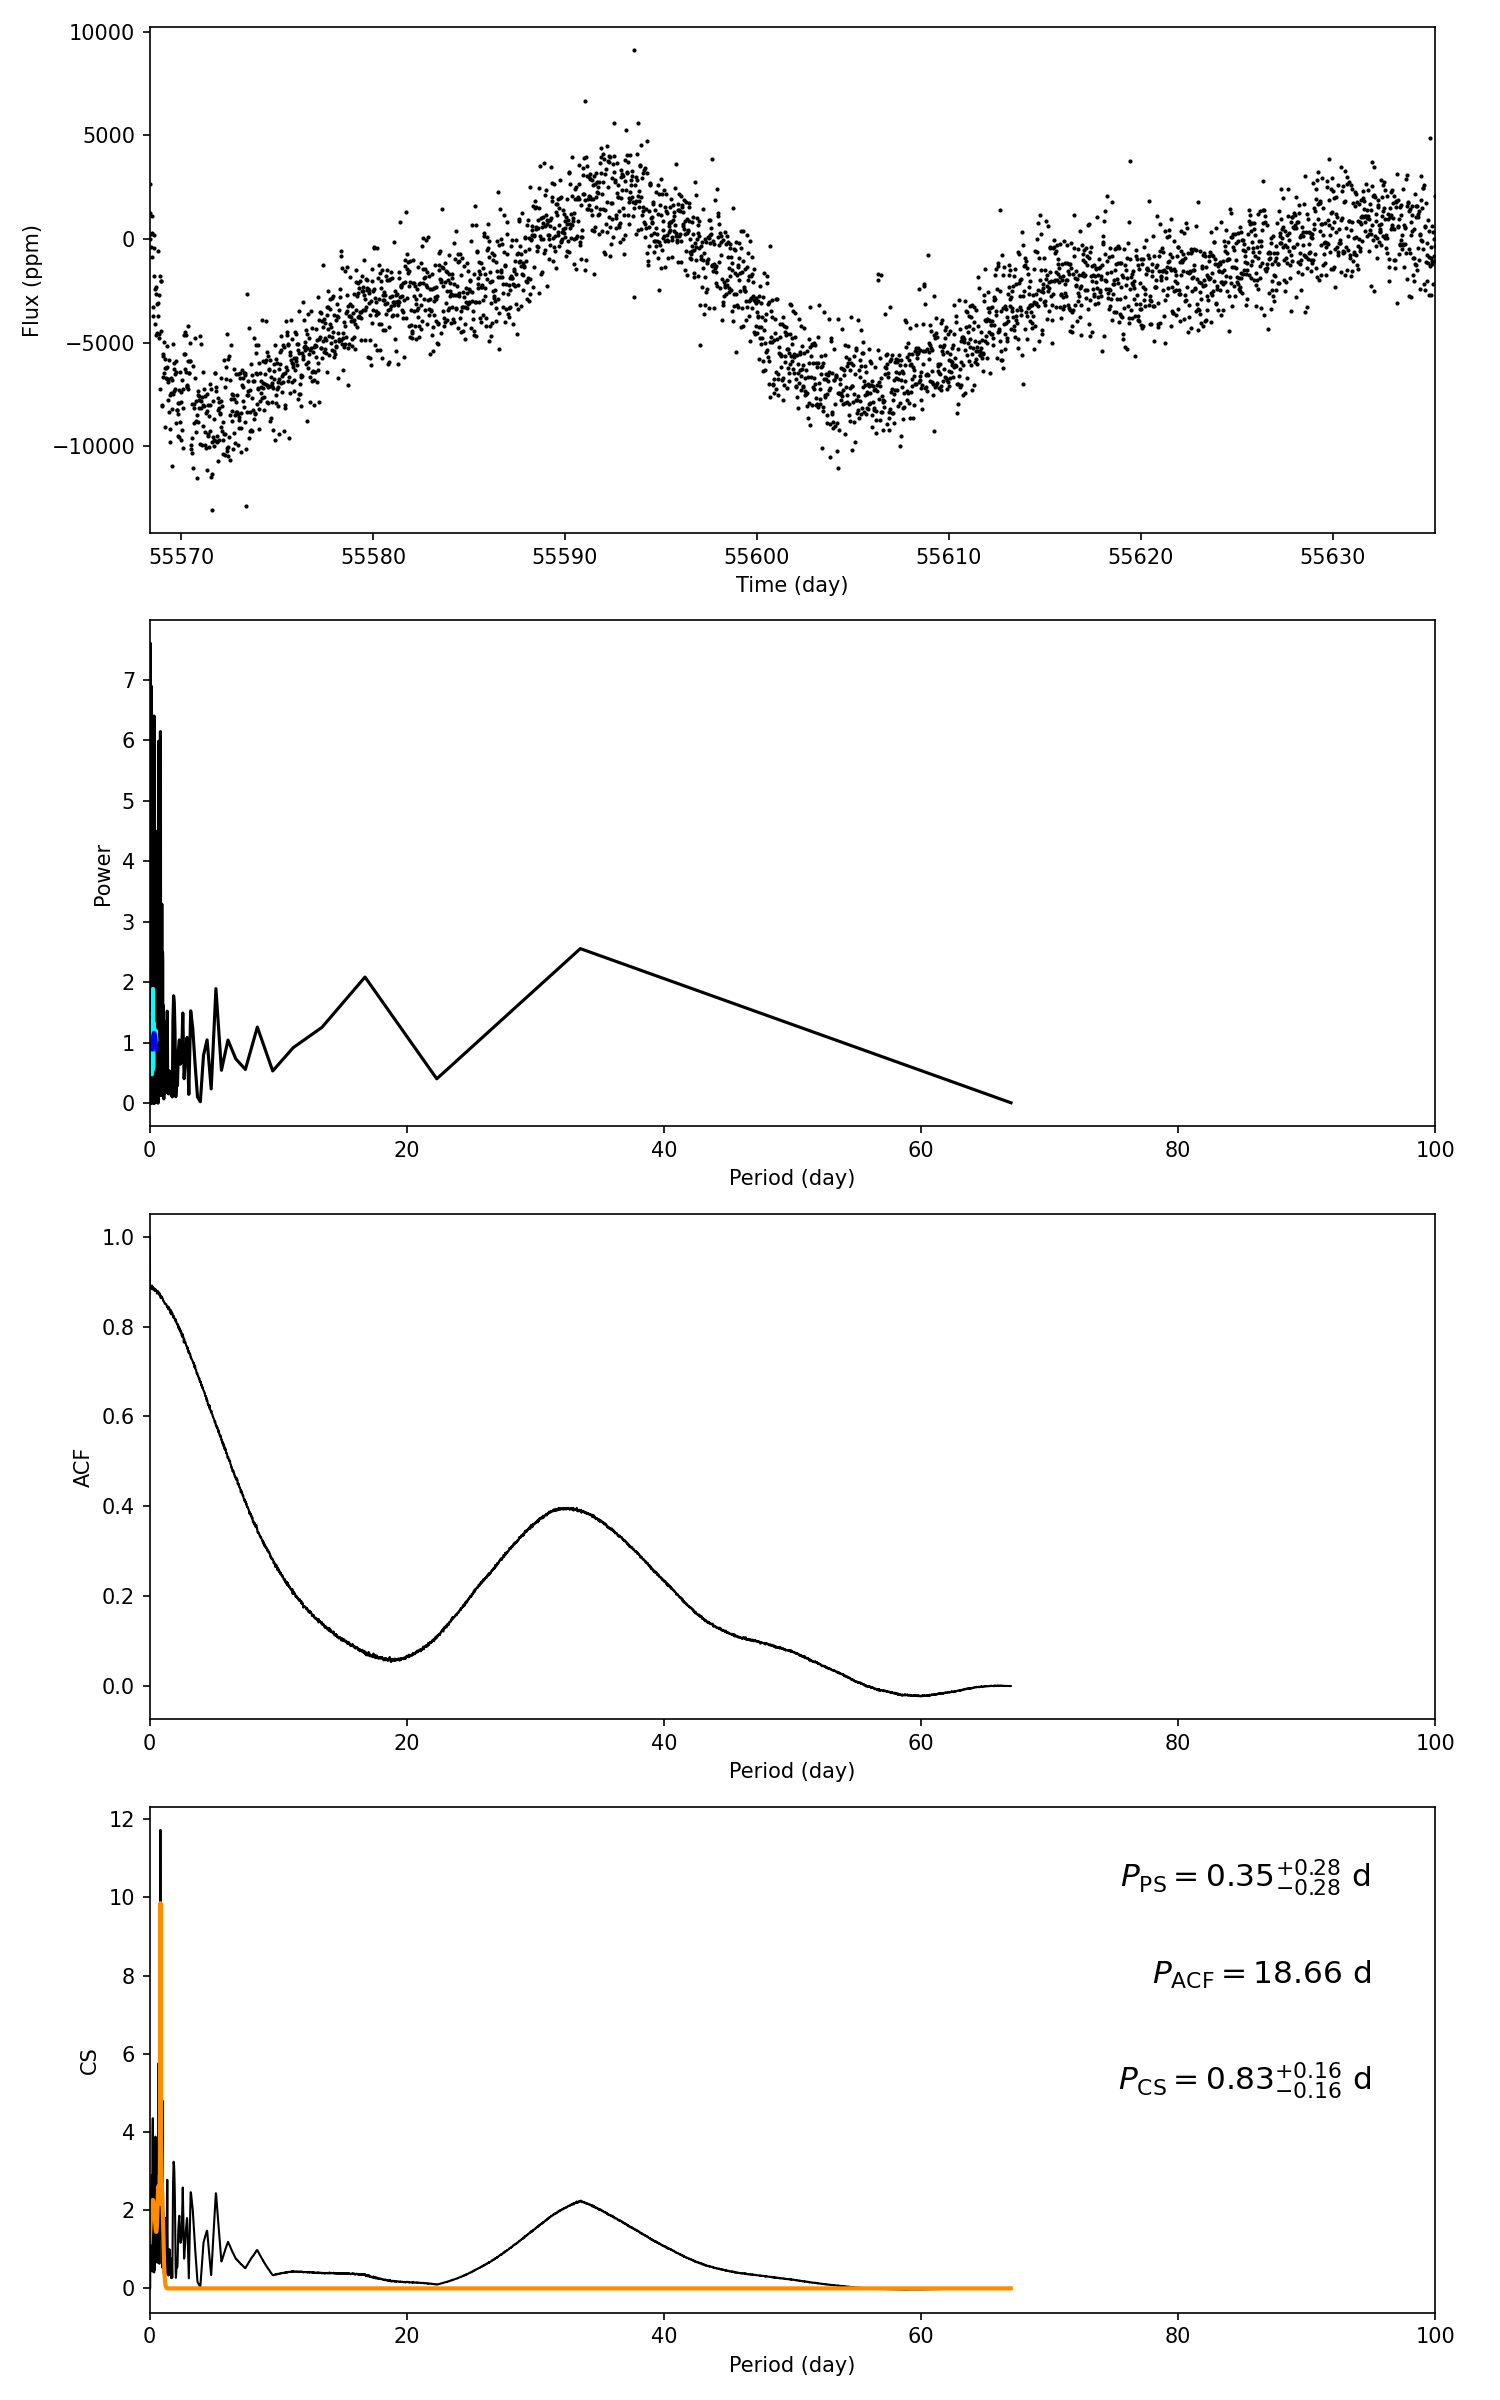 10000
5000
0
−5000
−10000
Flux (ppm)
55570 55580 55590 55600 55610 55620 55630
Time (day)
7
6
5
4
3
2
1
0
Power
0 20 40 60 80 100
Period (day)
1.0
0.8
0.6
0.4
0.2
0.0
ACF
0 20 40 60 80 100
Period (day)
12
10
8
6
4
2
0
CS
P_PS = 0.35^{+0.28}_{−0.28} d
P_ACF = 18.66 d
P_CS = 0.83^{+0.16}_{−0.16} d
0 20 40 60 80 100
Period (day)